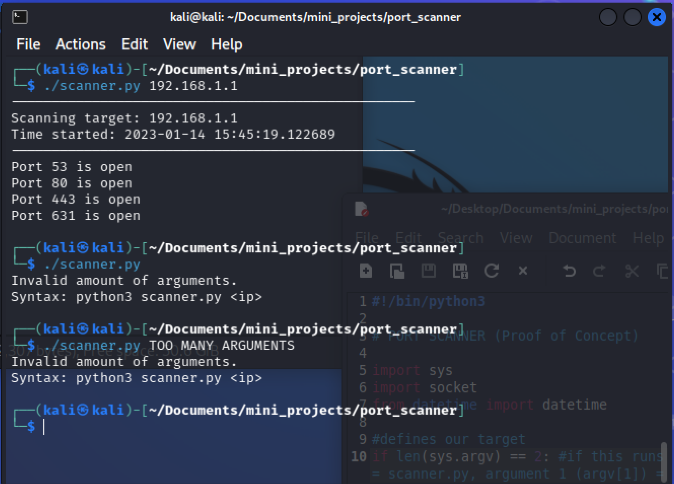 kali@kali: ~/Documents/mini_projects/port_scanner
File Actions Edit View Help
┌──(kali㉿kali)-[~/Documents/mini_projects/port_scanner]
└─$ ./scanner.py 192.168.1.1
Scanning target: 192.168.1.1
Time started: 2023-01-14 15:45:19.122689
Port 53 is open
Port 80 is open
Port 443 is open
Port 631 is open
┌──(kali㉿kali)-[~/Documents/mini_projects/port_scanner]
└─$ ./scanner.py
Invalid amount of arguments.
Syntax: python3 scanner.py <ip>
┌──(kali㉿kali)-[~/Documents/mini_projects/port_scanner]
└─$ ./scanner.py TOO MANY ARGUMENTS
Invalid amount of arguments.
Syntax: python3 scanner.py <ip>
┌──(kali㉿kali)-[~/Documents/mini_projects/port_scanner]
└─$
~/Desktop/Documents/mini_projects/por
File Edit Search View Document Help
1 #!/bin/python3
2
3 # PORT SCANNER (Proof of Concept)
4
5 import sys
6 import socket
7 from datetime import datetime
8
9 #defines our target
10 if len(sys.argv) == 2: #if this runs
= scanner.py, argument 1 (argv[1]) =